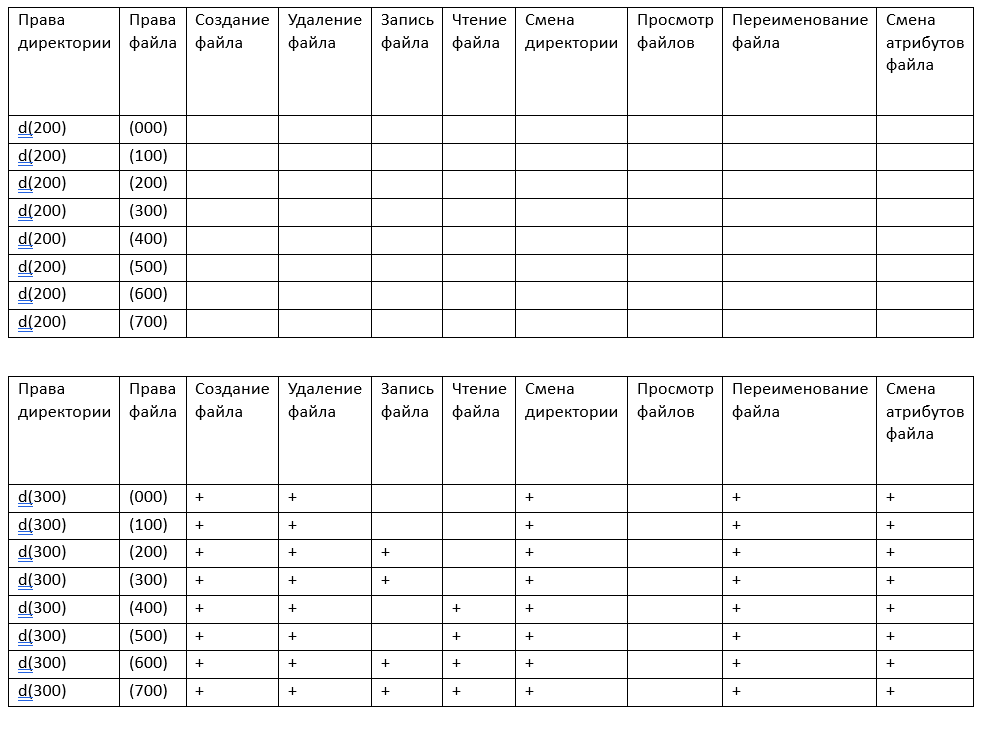 Права Права Создание Удаление Запись Чтение Смена Просмотр Переименование Смена
директории файла файла файла файла файла директории файлов файла атрибутов
файла
d(200) (000)
d(200) (100)
d(200) (200)
d(200) (300)
d(200) (400)
d(200) (500)
d(200) (600)
d(200) (700)
Права Права Создание Удаление Запись Чтение Смена Просмотр Переименование Смена
директории файла файла файла файла файла директории файлов файла атрибутов
файла
d(300) (000) + + + + +
d(300) (100) + + + + +
d(300) (200) + + + + + +
d(300) (300) + + + + + +
d(300) (400) + + + + + +
d(300) (500) + + + + + +
d(300) (600) + + + + + + +
d(300) (700) + + + + + + +